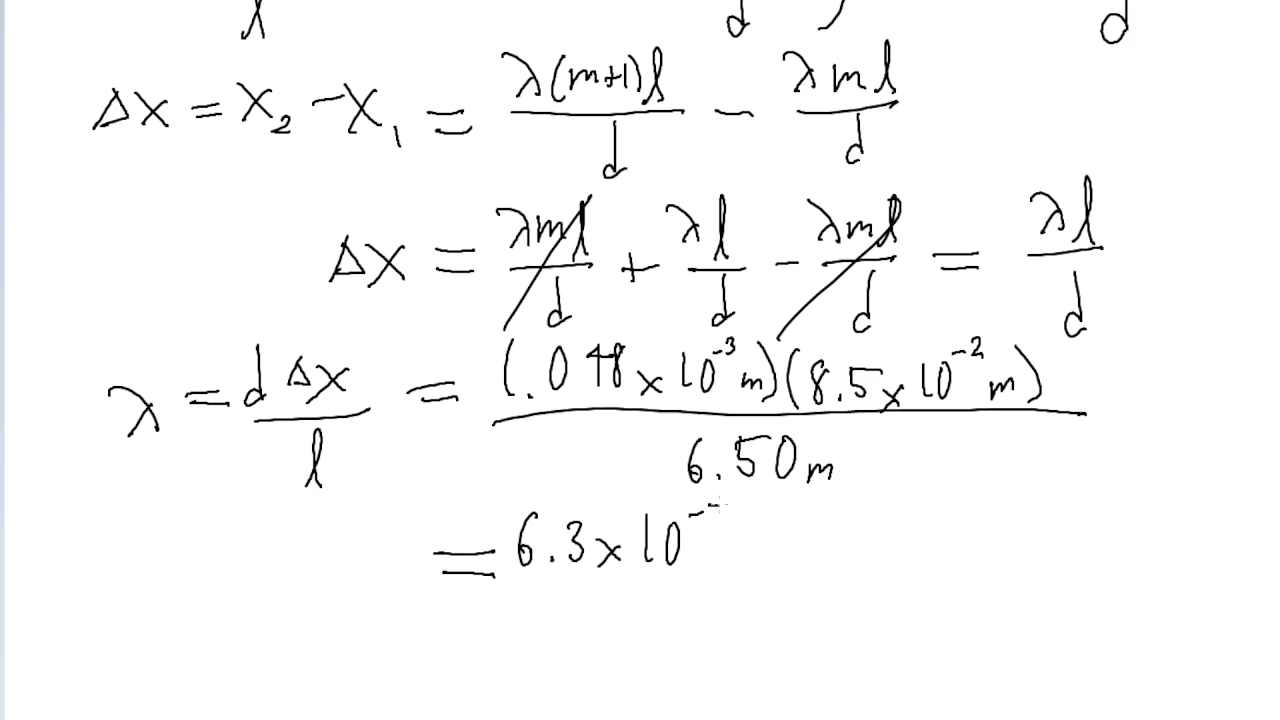 l d d
Δx = x₂ - x₁ = λ(m+1)l/d - λml/d
Δx = λml/d + λl/d - λml/d = λl/d
λ = dΔx/l = (.048 x 10⁻³ m)(8.5 x 10⁻² m)/6.50 m
= 6.3 x 10⁻